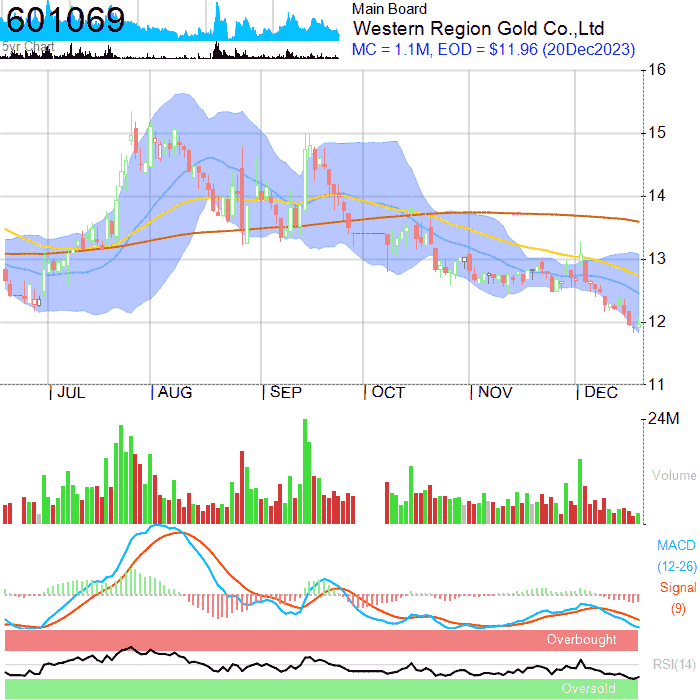 601069
5yr Chart
Main Board
Western Region Gold Co.,Ltd
MC = 1.1M, EOD = $11.96 (20Dec2023)
16
15
14
13
12
11
JUL AUG SEP OCT NOV DEC
24M
Volume
MACD
(12-26)
Signal
(9)
Overbought
RSI(14)
Oversold